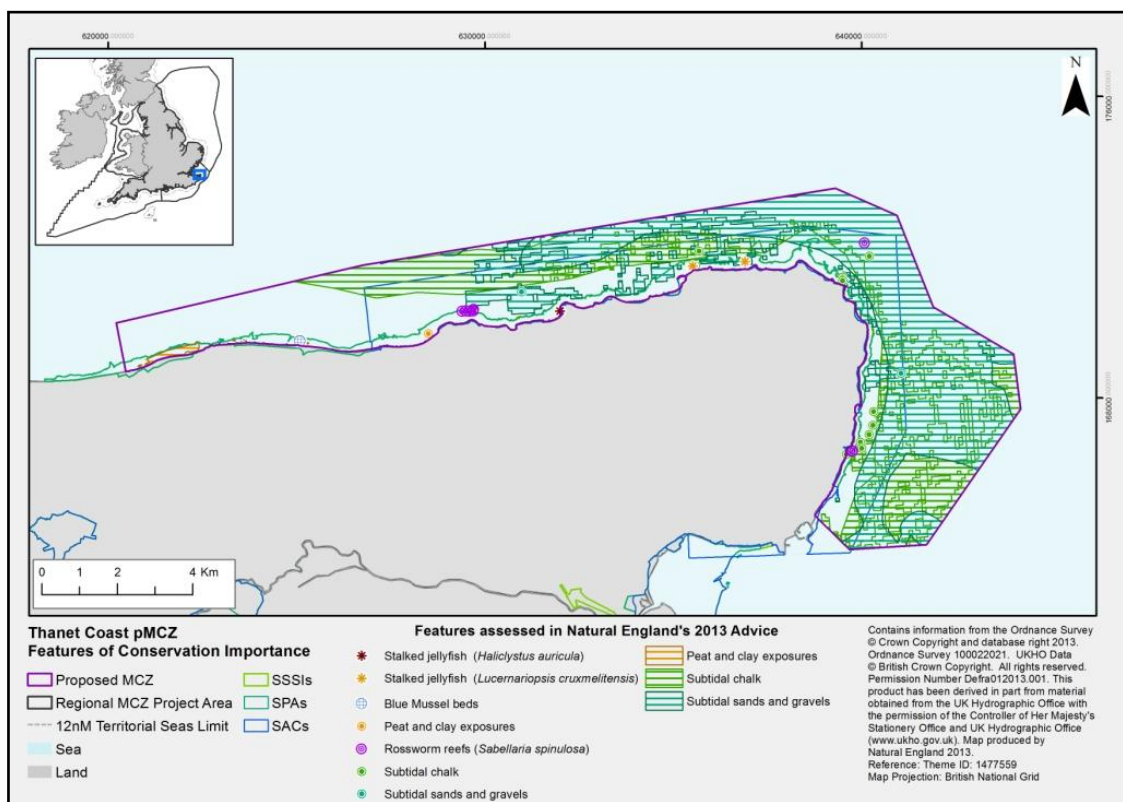 620000.000000
630000.000000
640000.000000
N
176000.000000
168000.000000
0 1 2 4 Km
Thanet Coast pMCZ
Features of Conservation Importance
Proposed MCZ
Regional MCZ Project Area
12nM Territorial Seas Limit
Sea
Land
SSSIs
SPAs
SACs
Features assessed in Natural England's 2013 Advice
Stalked jellyfish (Haliclystus auricula)
Stalked jellyfish (Lucernariopsis cruxmelitensis)
Blue Mussel beds
Peat and clay exposures
Rossworm reefs (Sabellaria spinulosa)
Subtidal chalk
Subtidal sands and gravels
Peat and clay exposures
Subtidal chalk
Subtidal sands and gravels
Contains information from the Ordnance Survey
© Crown Copyright and database right 2013.
Ordnance Survey 100022021. UKHO Data
© British Crown Copyright. All rights reserved.
Permission Number Defra012013.001. This
product has been derived in part from material
obtained from the UK Hydrographic Office with
the permission of the Controller of Her Majesty's
Stationery Office and UK Hydrographic Office
(www.ukho.gov.uk). Map produced by
Natural England 2013.
Reference: Theme ID: 1477559
Map Projection: British National Grid